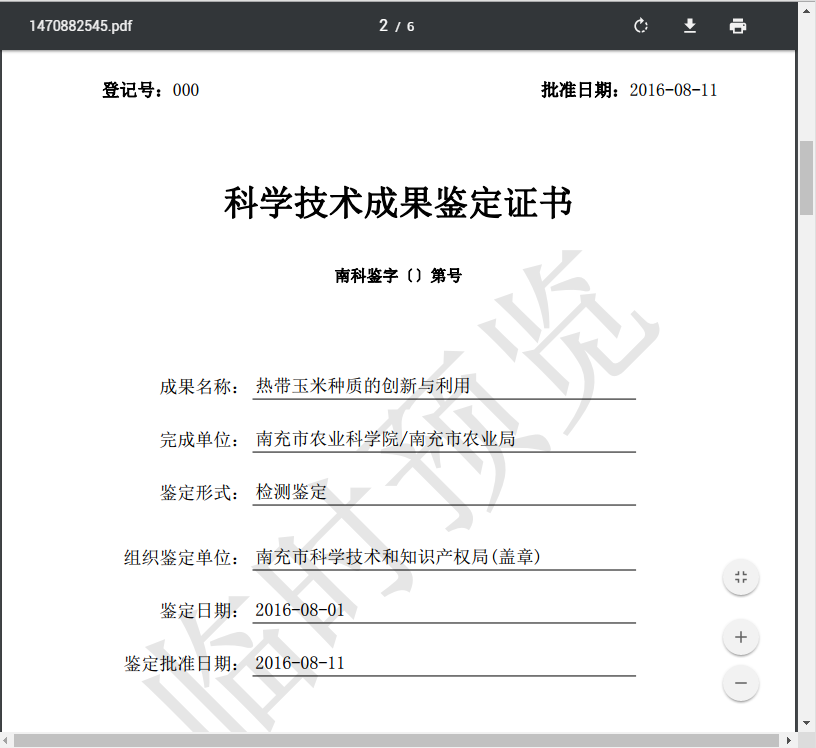 1470882545.pdf
2 / 6
登记号：000
批准日期：2016-08-11
科学技术成果鉴定证书
南科鉴字〔〕第号
成果名称：热带玉米种质的创新与利用
完成单位：南充市农业科学院/南充市农业局
鉴定形式：检测鉴定
组织鉴定单位：南充市科学技术和知识产权局(盖章)
鉴定日期：2016-08-01
鉴定批准日期：2016-08-11
临时预览